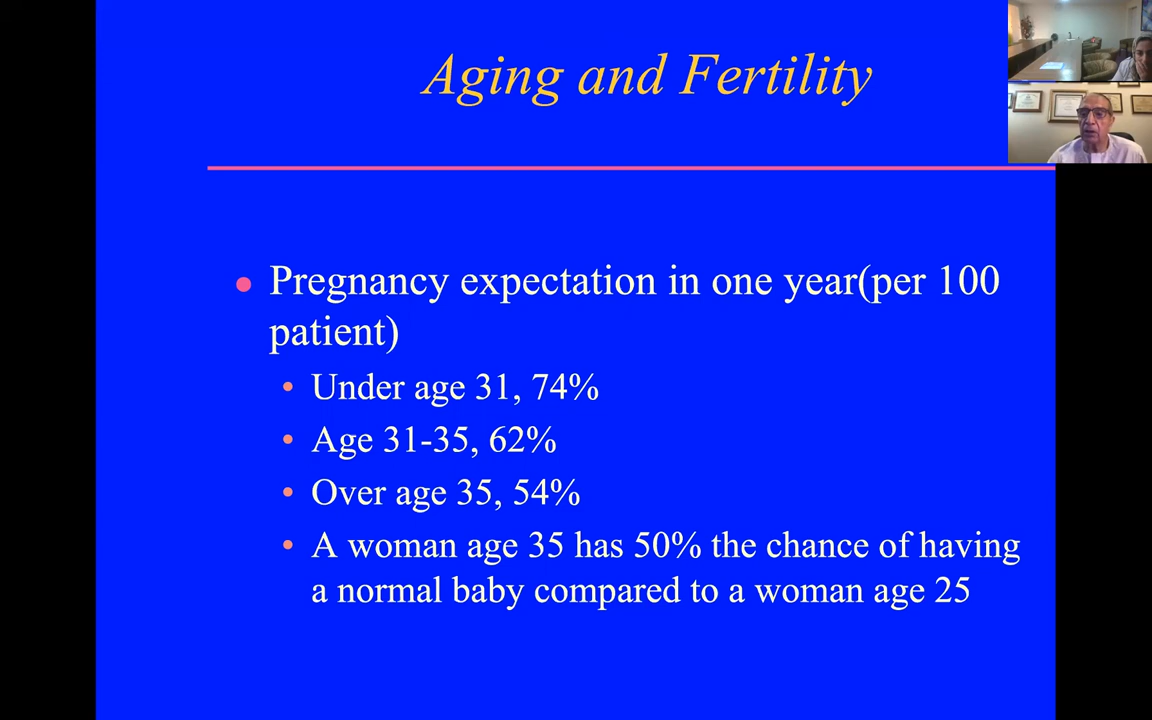 Aging and Fertility
Pregnancy expectation in one year(per 100
patient)
Under age 31, 74%
Age 31-35, 62%
Over age 35, 54%
A woman age 35 has 50% the chance of having
a normal baby compared to a woman age 25